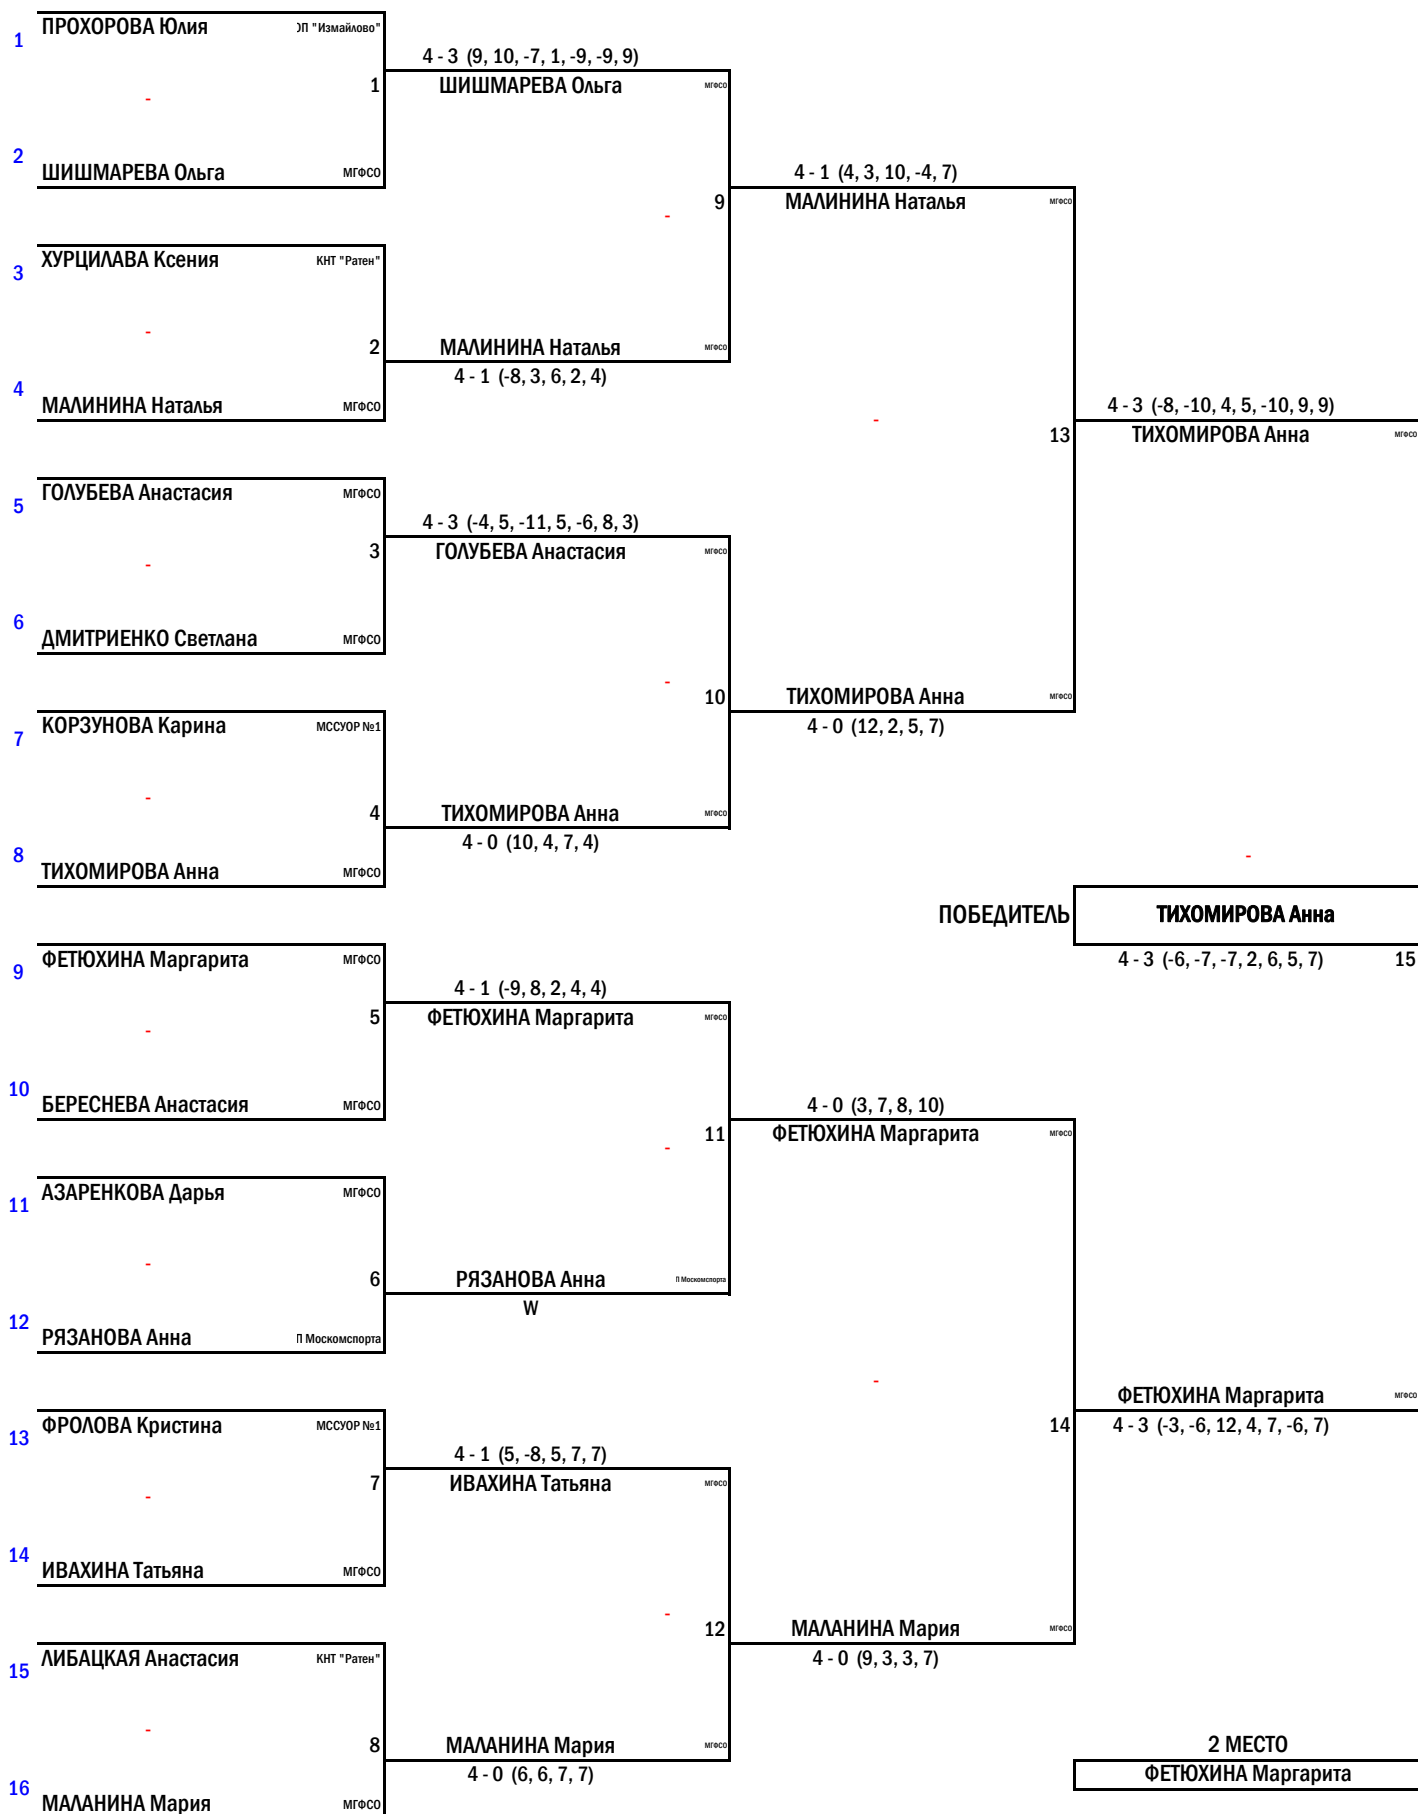 ПРОХОРОВА Юлия ОП "Измайлово"
1
4 - 3 (9, 10, -7, 1, -9, -9, 9)
1 ШИШМАРЕВА Ольга МГФСО
-
2
ШИШМАРЕВА Ольга МГФСО
4 - 1 (4, 3, 10, -4, 7)
9 МАЛИНИНА Наталья МГФСО
-
ХУРЦИЛАВА Ксения КНТ "Ратен"
3
-
2 МАЛИНИНА Наталья МГФСО
4 - 1 (-8, 3, 6, 2, 4)
4
МАЛИНИНА Наталья МГФСО
4 - 3 (-8, -10, 4, 5, -10, 9, 9)
-
13 ТИХОМИРОВА Анна МГФСО
ГОЛУБЕВА Анастасия МГФСО
5
4 - 3 (-4, 5, -11, 5, -6, 8, 3)
3 ГОЛУБЕВА Анастасия МГФСО
-
6
ДМИТРИЕНКО Светлана МГФСО
-
10 ТИХОМИРОВА Анна МГФСО
4 - 0 (12, 2, 5, 7)
КОРЗУНОВА Карина МССУОР №1
7
-
4 ТИХОМИРОВА Анна МГФСО
4 - 0 (10, 4, 7, 4)
8
ТИХОМИРОВА Анна МГФСО
-
ПОБЕДИТЕЛЬ ТИХОМИРОВА Анна
4 - 3 (-6, -7, -7, 2, 6, 5, 7) 15
ФЕТЮХИНА Маргарита МГФСО
9
4 - 1 (-9, 8, 2, 4, 4)
5 ФЕТЮХИНА Маргарита МГФСО
-
10
БЕРЕСНЕВА Анастасия МГФСО
4 - 0 (3, 7, 8, 10)
11 ФЕТЮХИНА Маргарита МГФСО
-
АЗАРЕНКОВА Дарья МГФСО
11
-
6 РЯЗАНОВА Анна П Москомспорта
W
12
РЯЗАНОВА Анна П Москомспорта
-
ФЕТЮХИНА Маргарита МГФСО
14 4 - 3 (-3, -6, 12, 4, 7, -6, 7)
ФРОЛОВА Кристина МССУОР №1
13
4 - 1 (5, -8, 5, 7, 7)
7 ИВАХИНА Татьяна МГФСО
-
14
ИВАХИНА Татьяна МГФСО
-
12 МАЛАНИНА Мария МГФСО
4 - 0 (9, 3, 3, 7)
ЛИБАЦКАЯ Анастасия КНТ "Ратен"
15
-
8 МАЛАНИНА Мария МГФСО
4 - 0 (6, 6, 7, 7)
2 МЕСТО
ФЕТЮХИНА Маргарита
16
МАЛАНИНА Мария МГФСО